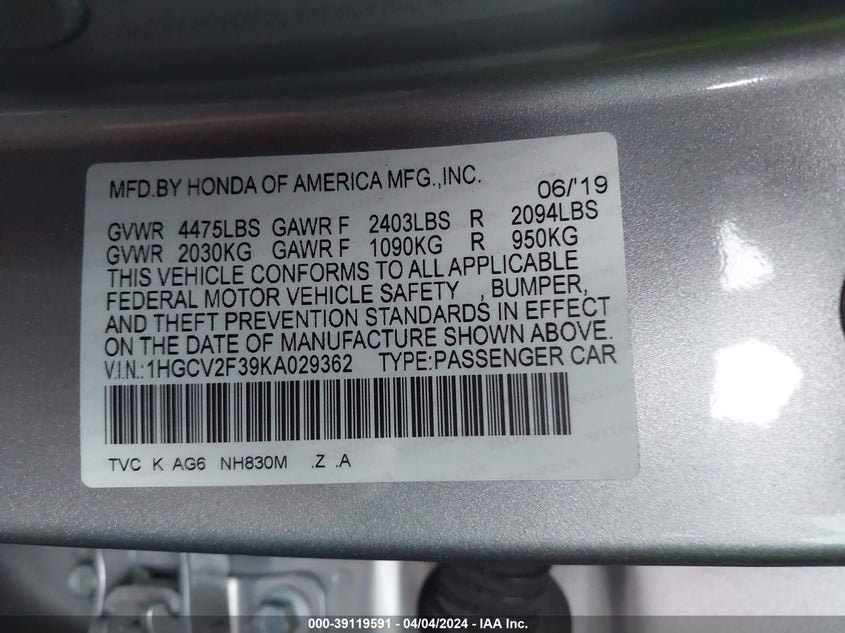 MFD.BY HONDA OF AMERICA MFG.,INC. 06/'19
GVWR 4475LBS GAWR F 2403LBS R 2094LBS
GVWR 2030KG GAWR F 1090KG R 950KG
THIS VEHICLE CONFORMS TO ALL APPLICABLE
FEDERAL MOTOR VEHICLE SAFETY , BUMPER,
AND THEFT PREVENTION STANDARDS IN EFFECT
ON THE DATE OF MANUFACTURE SHOWN ABOVE.
V.I.N.:1HGCV2F39KA029362 TYPE:PASSENGER CAR
TVC K AG6 NH830M .Z .A
000-39119591 - 04/04/2024 - IAA Inc.